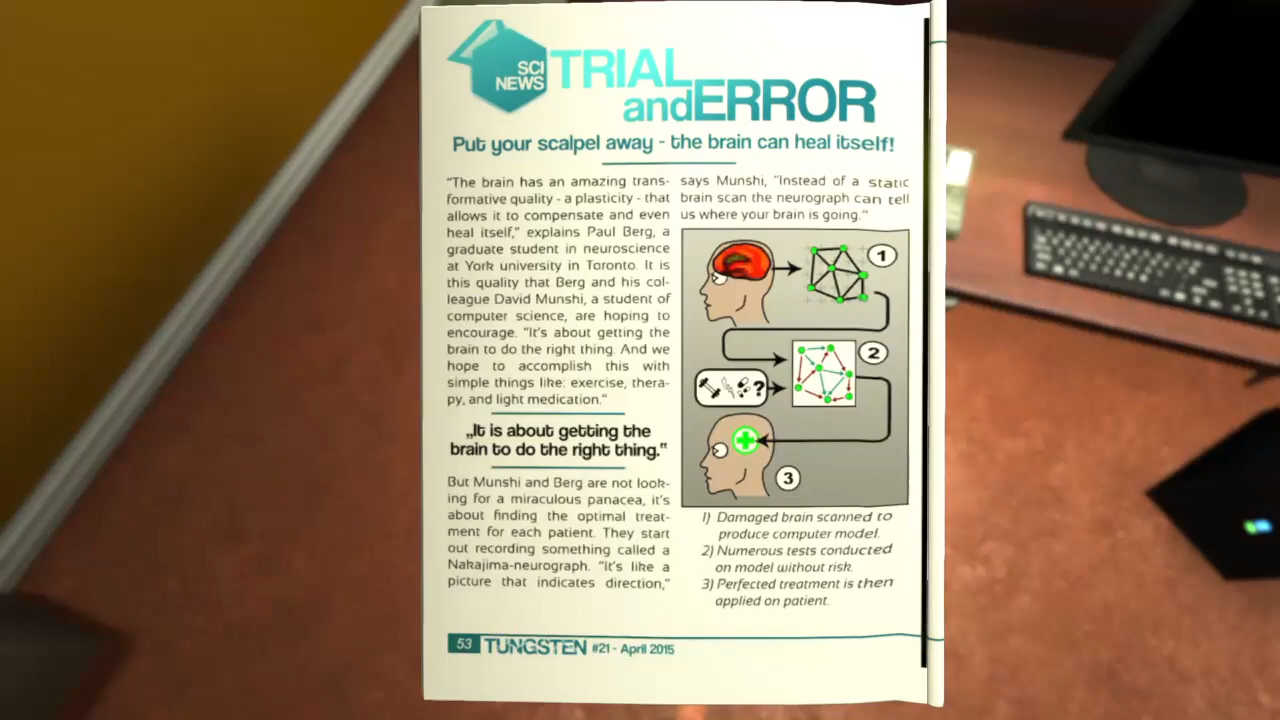 SCI
NEWS
TRIAL
andERROR
Put your scalpel away - the brain can heal itself!
"The brain has an amazing trans-
formative quality - a plasticity - that
allows it to compensate and even
heal itself," explains Paul Berg, a
graduate student in neuroscience
at York university in Toronto. It is
this quality that Berg and his col-
league David Munshi, a student of
computer science, are hoping to
encourage. "It's about getting the
brain to do the right thing. And we
hope to accomplish this with
simple things like: exercise, thera-
py, and light medication."
„It is about getting the
brain to do the right thing."
But Munshi and Berg are not look-
ing for a miraculous panacea, it's
about finding the optimal treat-
ment for each patient. They start
out recording something called a
Nakajima-neurograph. "It's like a
picture that indicates direction,"
says Munshi, "Instead of a static
brain scan the neurograph can tell
us where your brain is going."
1
2
?
3
1) Damaged brain scanned to
produce computer model.
2) Numerous tests conducted
on model without risk.
3) Perfected treatment is then
applied on patient.
53 TUNGSTEN #21 - April 2015